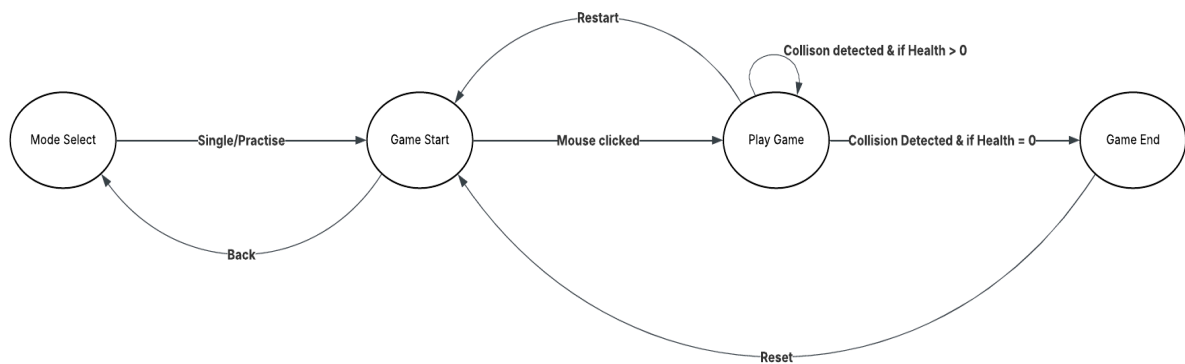 Restart
Collison detected & if Health > 0
Mode Select
Single/Practise
Game Start
Mouse clicked
Play Game
Collision Detected & if Health = 0
Game End
Back
Reset